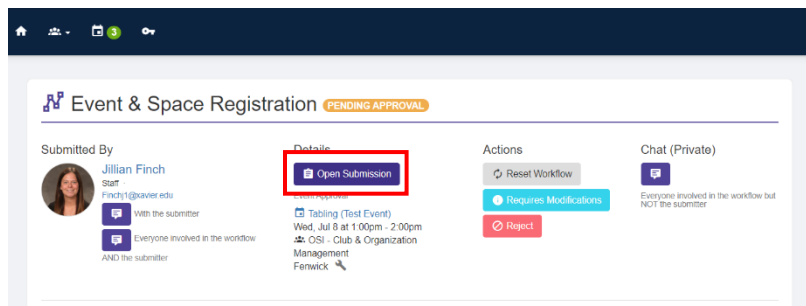 3
Event & Space Registration PENDING APPROVAL
Submitted By
Jillian Finch
Staff
Finchj1@xavier.edu
With the submitter
Everyone involved in the workflow
AND the submitter
Details
Open Submission
Event Approval
Tabling (Test Event)
Wed, Jul 8 at 1:00pm - 2:00pm
OSI - Club & Organization
Management
Fenwick
Actions
Reset Workflow
Requires Modifications
Reject
Chat (Private)
Everyone involved in the workflow but
NOT the submitter